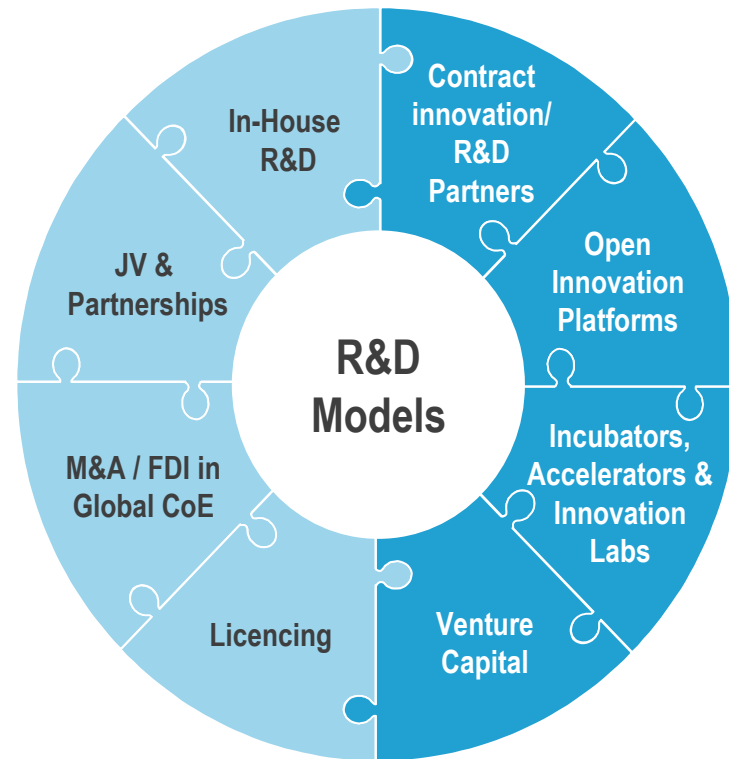 R&D
Models
Contract
innovation/
R&D
Partners
Open
Innovation
Platforms
Incubators,
Accelerators &
Innovation
Labs
Venture
Capital
Licencing
M&A / FDI in
Global CoE
JV &
Partnerships
In-House
R&D